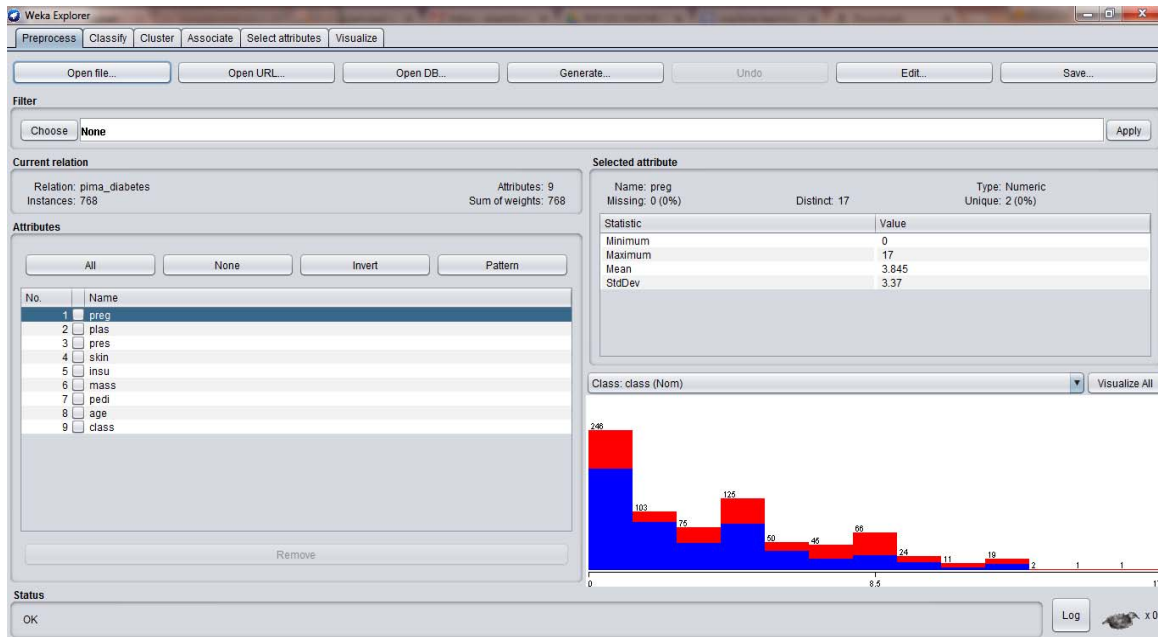 Weka Explorer
Preprocess Classify Cluster Associate Select attributes Visualize
Open file... Open URL... Open DB... Generate... Undo Edit... Save...
Filter
Choose None Apply
Current relation
Relation: pima_diabetes Attributes: 9
Instances: 768 Sum of weights: 768
Attributes
All None Invert Pattern
No. Name
1 preg
2 plas
3 pres
4 skin
5 insu
6 mass
7 pedi
8 age
9 class
Remove
Selected attribute
Name: preg Type: Numeric
Missing: 0 (0%) Distinct: 17 Unique: 2 (0%)
Statistic Value
Minimum 0
Maximum 17
Mean 3.845
StdDev 3.37
Class: class (Nom) Visualize All
246
103
75
125
50
45
66
24
11
19
2
1
1
0 8.5
Status
OK Log x 0